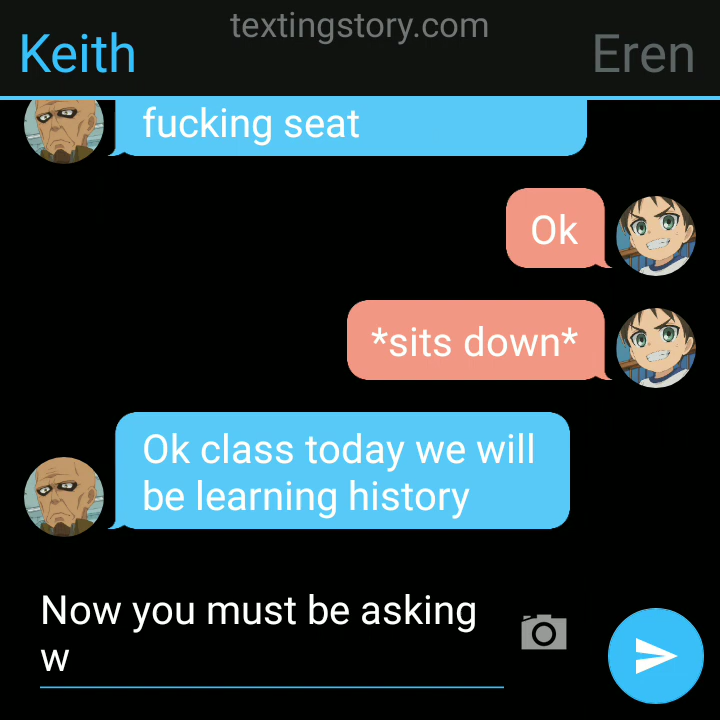 textingstory.com
Keith
Eren
fucking seat
Ok
*sits down*
Ok class today we will
be learning history
Now you must be asking
w